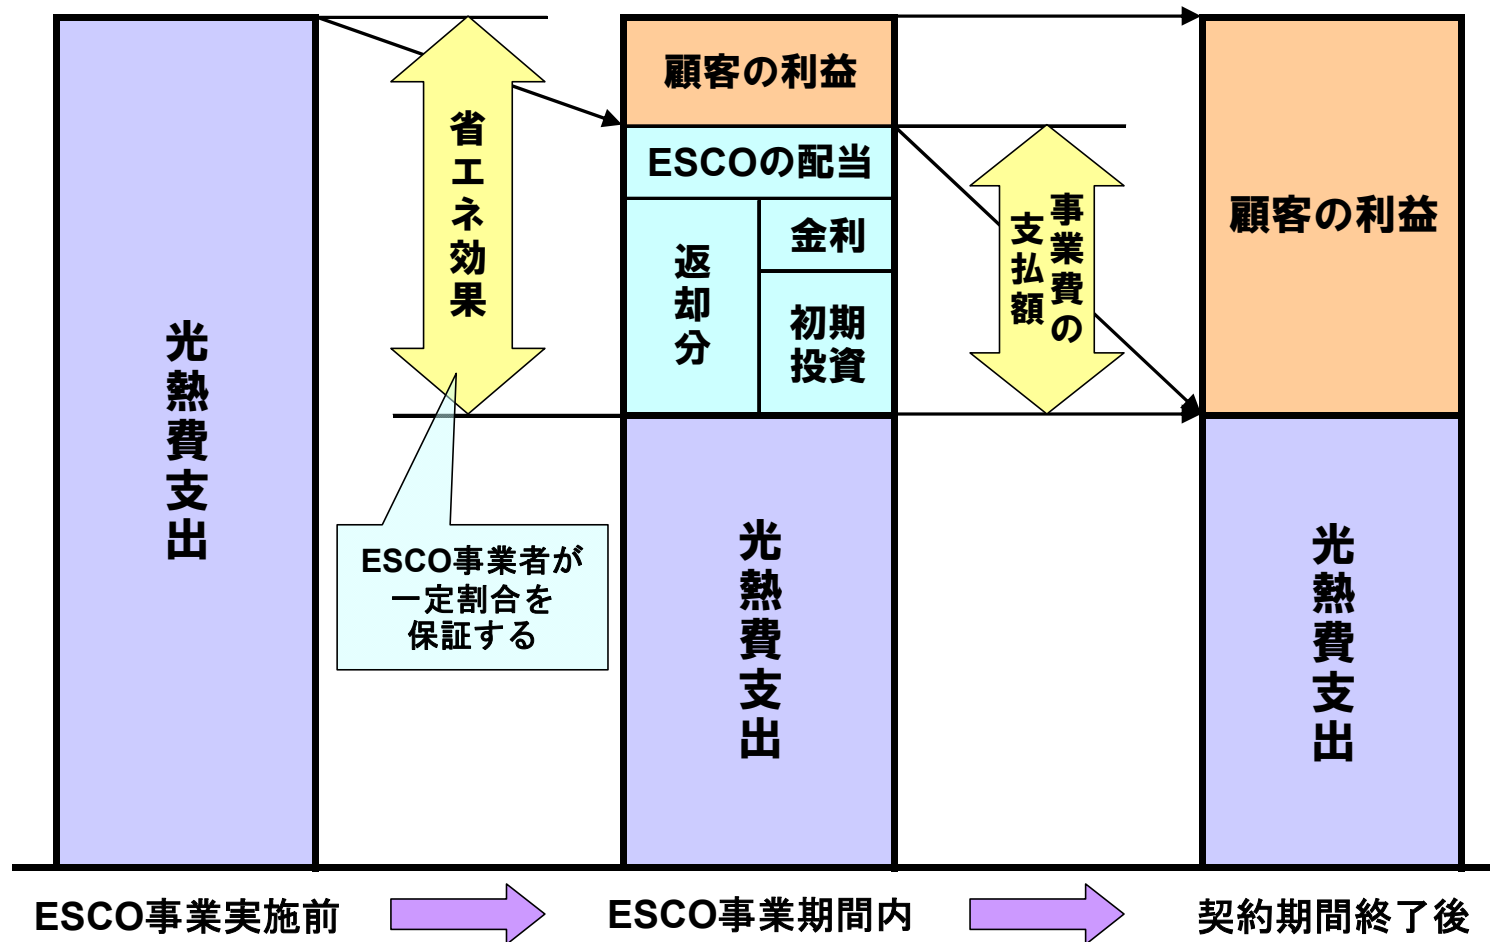 光熱費支出
省エネ効果
ESCO事業者が
一定割合を
保証する
顧客の利益
ESCOの配当
返却分
金利
初期
投資
光熱費支出
事業費の
支払額
顧客の利益
光熱費支出
ESCO事業実施前
ESCO事業期間内
契約期間終了後